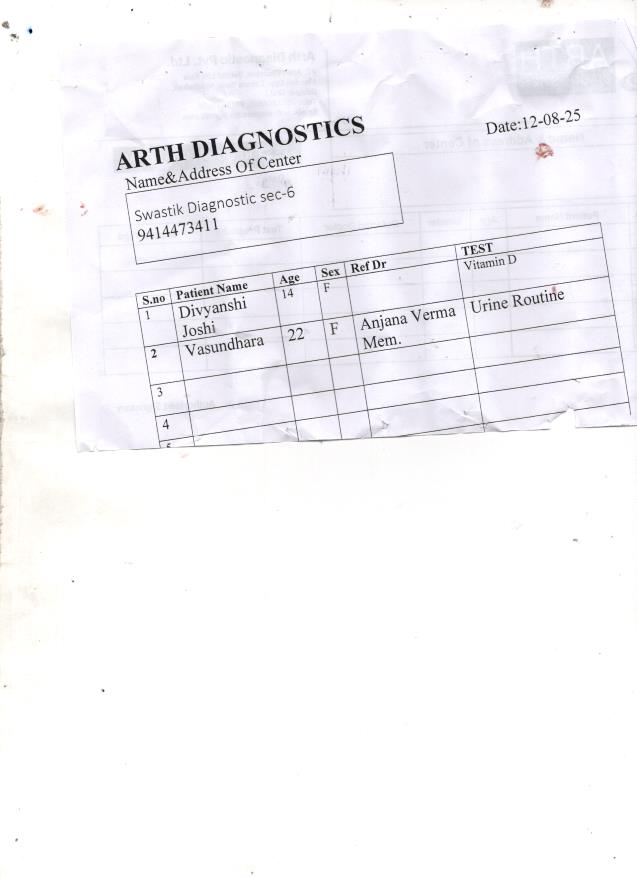 ARTH DIAGNOSTICS
Date:12-08-25
Name&Address Of Center
Swastik Diagnostic sec-6
9414473411
S.no Patient Name Age Sex Ref Dr TEST
1 Divyanshi Joshi 14 F Vitamin D
2 Vasundhara 22 F Anjana Verma Mem. Urine Routine
3
4